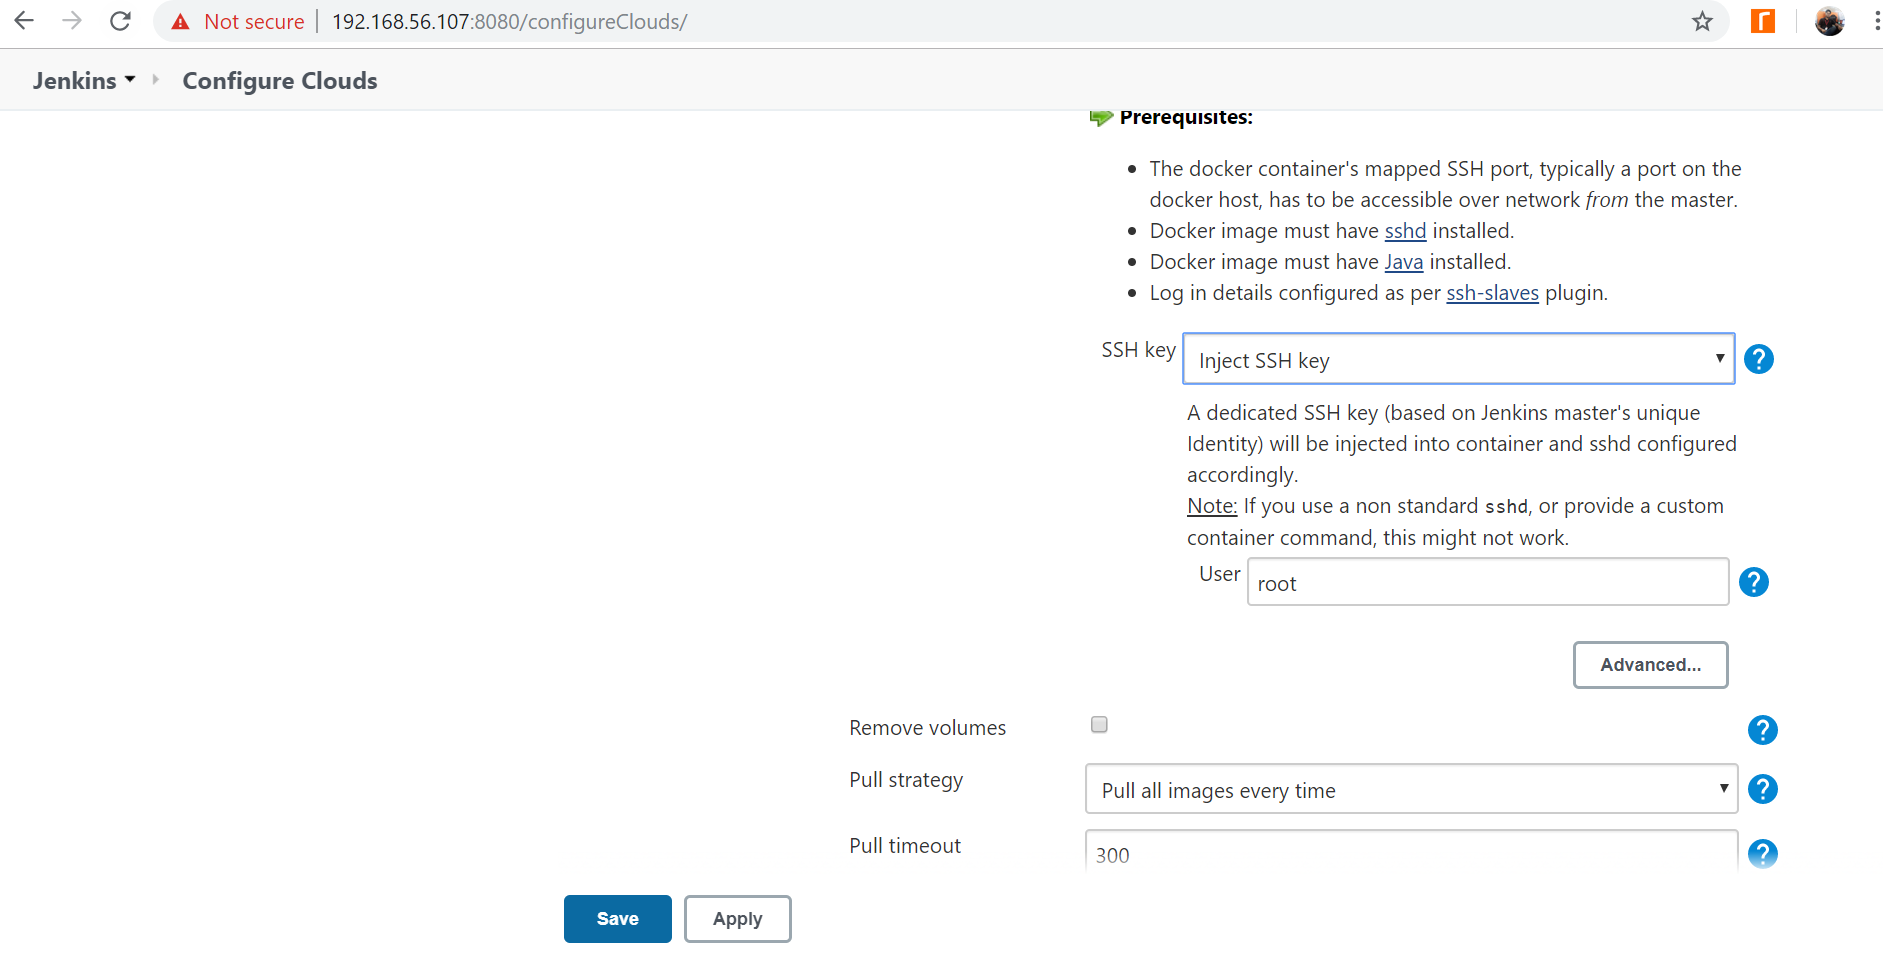 Not secure | 192.168.56.107:8080/configureClouds/
Jenkins Configure Clouds
Prerequisites:
The docker container's mapped SSH port, typically a port on the
docker host, has to be accessible over network from the master.
Docker image must have sshd installed.
Docker image must have Java installed.
Log in details configured as per ssh-slaves plugin.
SSH key Inject SSH key
A dedicated SSH key (based on Jenkins master's unique
Identity) will be injected into container and sshd configured
accordingly.
Note: If you use a non standard sshd, or provide a custom
container command, this might not work.
User root
Advanced...
Remove volumes
Pull strategy Pull all images every time
Pull timeout 300
Save Apply